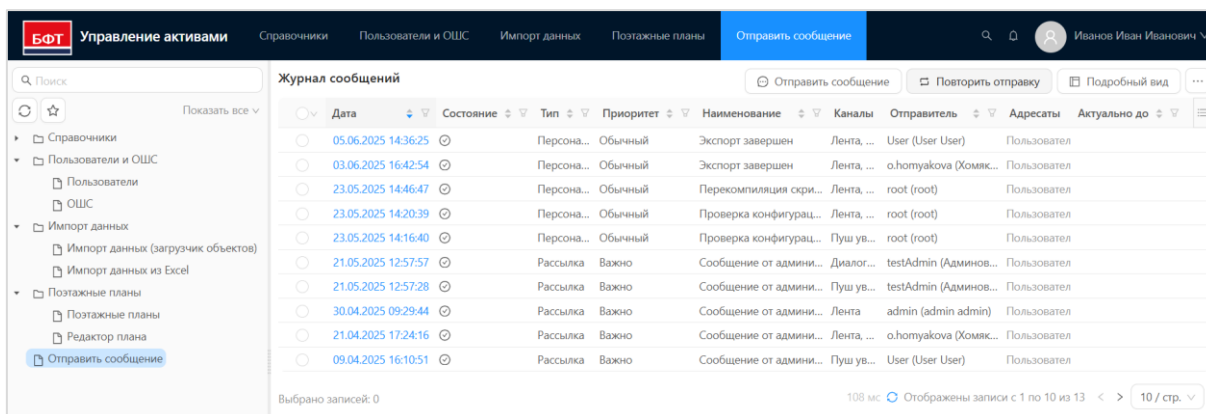 БФТ Управление активами Справочники Пользователи и ОШС Импорт данных Поэтажные планы Отправить сообщение Иванов Иван Иванович
Поиск
Показать все
Справочники
Пользователи и ОШС
Пользователи
ОШС
Импорт данных
Импорт данных (загрузчик объектов)
Импорт данных из Excel
Поэтажные планы
Поэтажные планы
Редактор плана
Отправить сообщение
Журнал сообщений Отправить сообщение Повторить отправку Подробный вид ...
Дата Состояние Тип Приоритет Наименование Каналы Отправитель Адресаты Актуально до
05.06.2025 14:36:25 Персона... Обычный Экспорт завершен Лента, ... User (User User) Пользовател
03.06.2025 16:42:54 Персона... Обычный Экспорт завершен Лента, ... o.homyakova (Хомяк... Пользовател
23.05.2025 14:46:47 Персона... Обычный Перекомпиляция скри... Лента, ... root (root) Пользовател
23.05.2025 14:20:39 Персона... Обычный Проверка конфигурац... Лента, ... root (root) Пользовател
23.05.2025 14:16:40 Персона... Обычный Проверка конфигурац... Пуш ув... root (root) Пользовател
21.05.2025 12:57:57 Рассылка Важно Сообщение от админи... Диалог... testAdmin (Админов... Пользовател
21.05.2025 12:57:28 Рассылка Важно Сообщение от админи... Пуш ув... testAdmin (Админов... Пользовател
30.04.2025 09:29:44 Рассылка Важно Сообщение от админи... Лента admin (admin admin) Пользовател
21.04.2025 17:24:16 Рассылка Важно Сообщение от админи... Лента, ... o.homyakova (Хомяк... Пользовател
09.04.2025 16:10:51 Рассылка Важно Сообщение от админи... Пуш ув... User (User User) Пользовател
Выбрано записей: 0 108 мс Отображены записи с 1 по 10 из 13 < > 10 / стр.